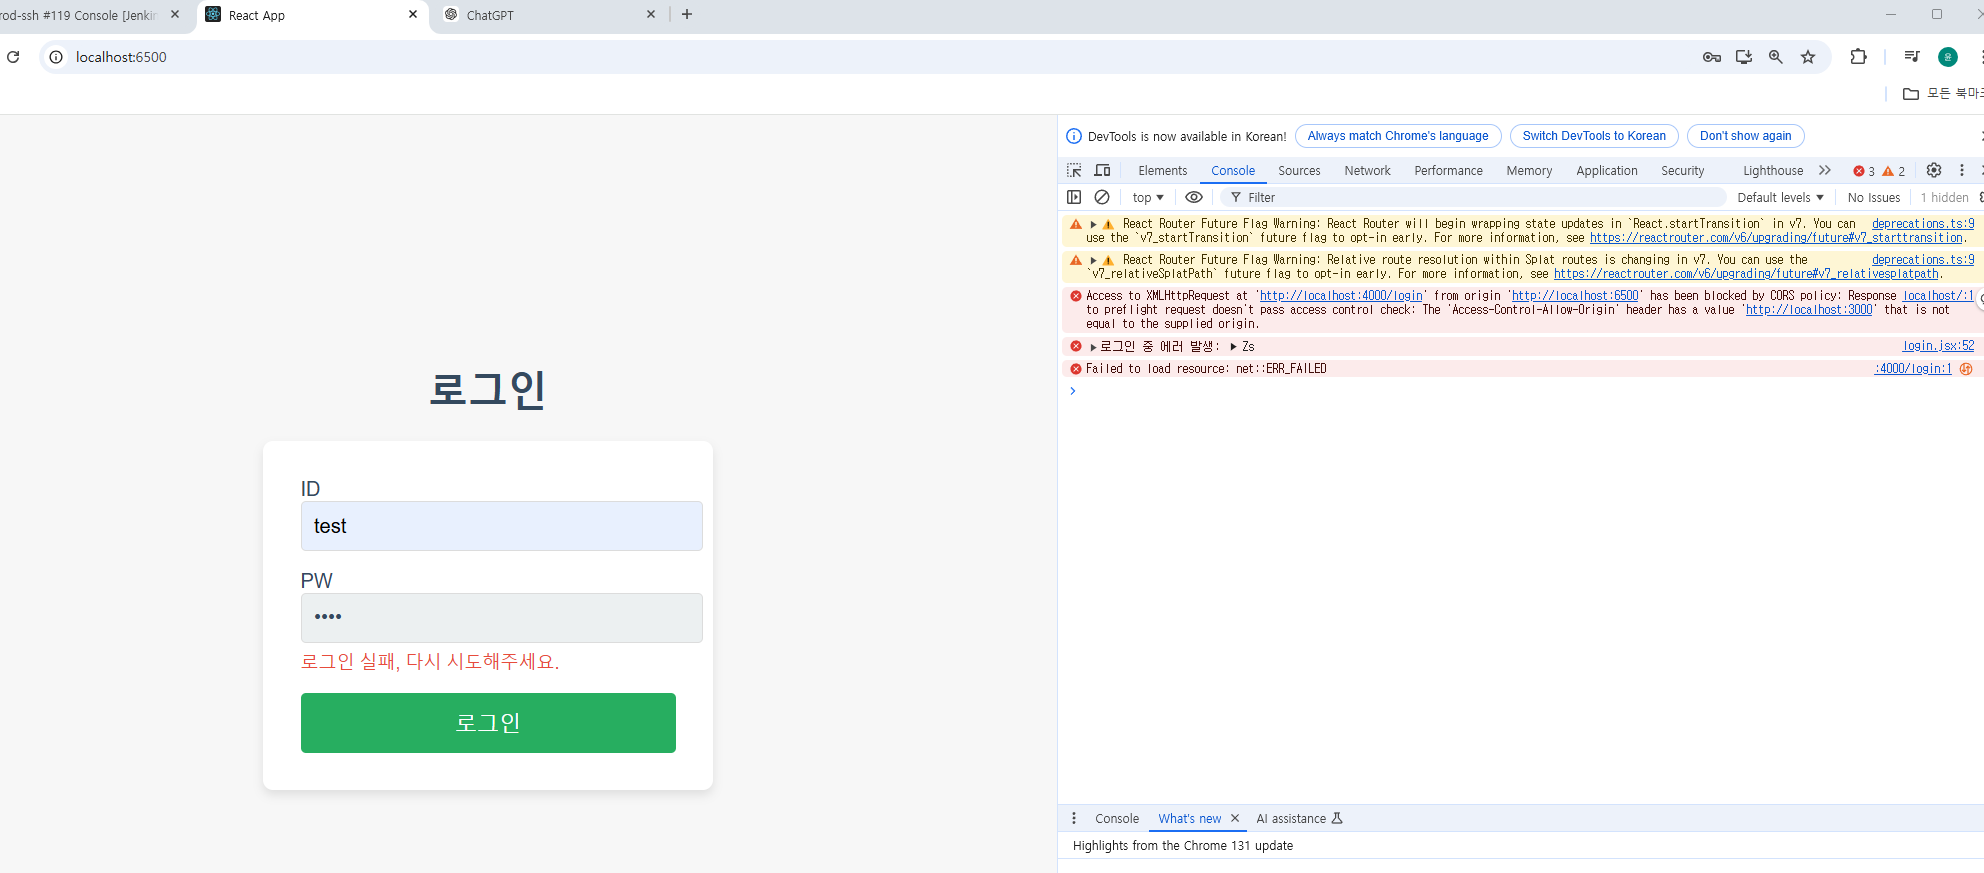 rod-ssh #119 Console [Jenkin
React App
ChatGPT
localhost:6500
윤
모든 북마크
DevTools is now available in Korean!
Always match Chrome's language
Switch DevTools to Korean
Don't show again
Elements
Console
Sources
Network
Performance
Memory
Application
Security
Lighthouse
3
2
top
Filter
Default levels
No Issues
1 hidden
React Router Future Flag Warning: React Router will begin wrapping state updates in `React.startTransition` in v7. You can
deprecations.ts:9
use the `v7_startTransition` future flag to opt-in early. For more information, see https://reactrouter.com/v6/upgrading/future#v7_starttransition.
React Router Future Flag Warning: Relative route resolution within Splat routes is changing in v7. You can use the
deprecations.ts:9
`v7_relativeSplatPath` future flag to opt-in early. For more information, see https://reactrouter.com/v6/upgrading/future#v7_relativesplatpath.
Access to XMLHttpRequest at 'http://localhost:4000/login' from origin 'http://localhost:6500' has been blocked by CORS policy: Response
localhost/:1
to preflight request doesn't pass access control check: The 'Access-Control-Allow-Origin' header has a value 'http://localhost:3000' that is not
equal to the supplied origin.
로그인 중 에러 발생: Zs
login.jsx:52
Failed to load resource: net::ERR_FAILED
:4000/login:1
로그인
ID
test
PW
••••
로그인 실패, 다시 시도해주세요.
로그인
Console
What's new
AI assistance
Highlights from the Chrome 131 update